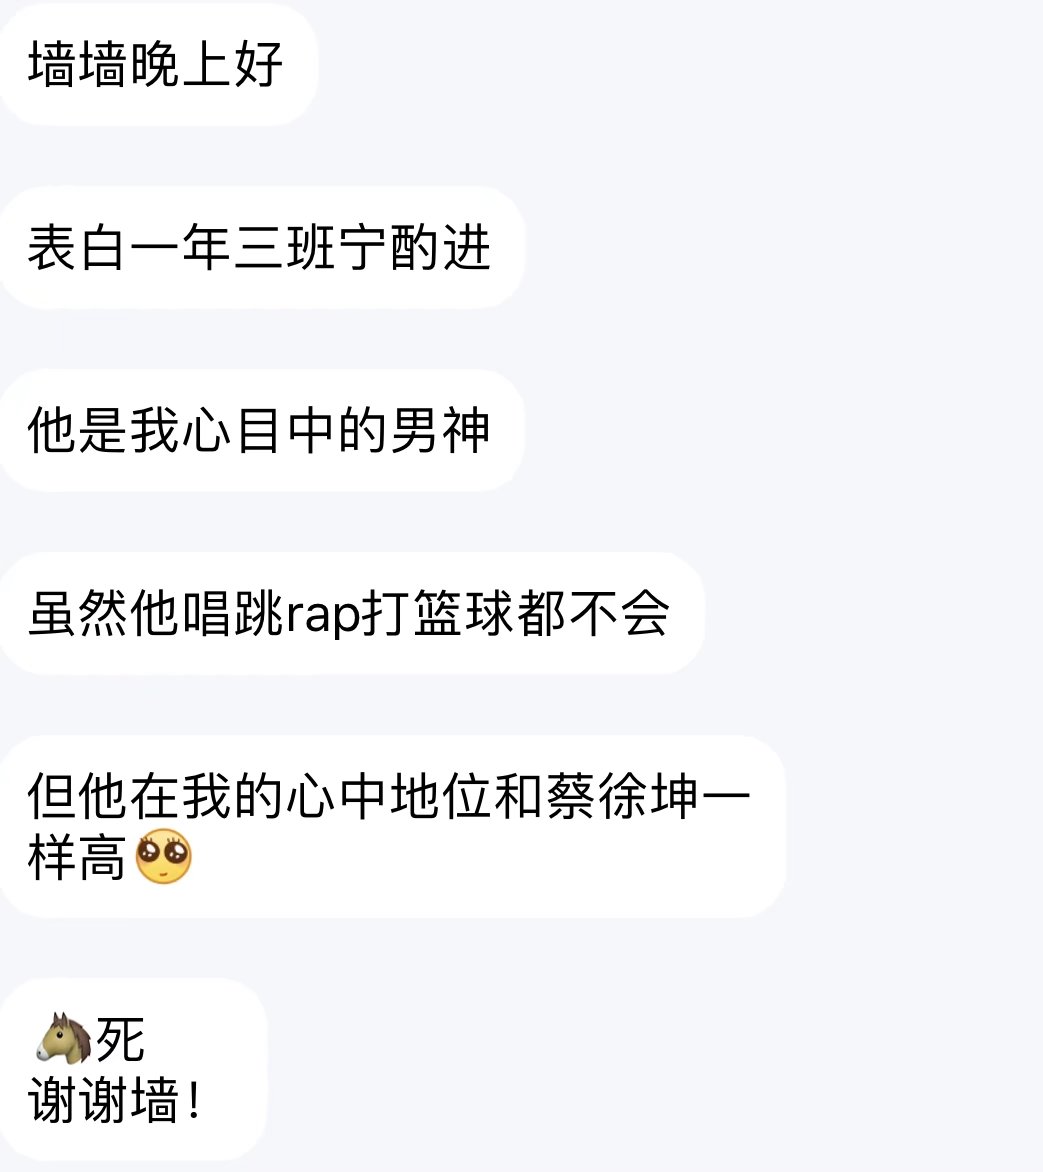 墙墙晚上好
表白一年三班宁酌进
他是我心目中的男神
虽然他唱跳rap打篮球都不会
但他在我的心中地位和蔡徐坤一
样高🥺
🐴死
谢谢墙！